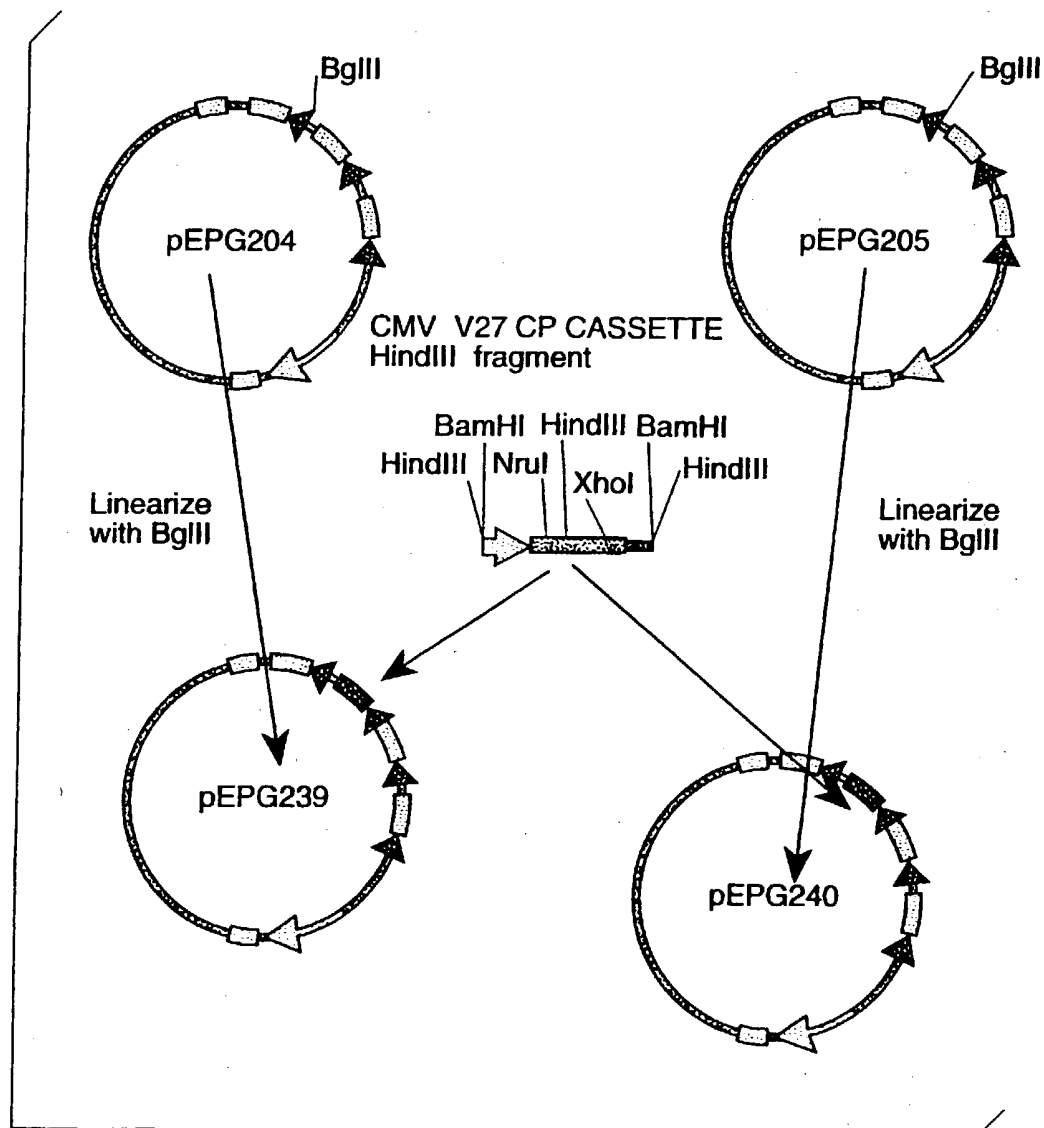 BglII
BglII
pEPG204
pEPG205
CMV V27 CP CASSETTE
HindIII fragment
BamHI HindIII BamHI
HindIII NruI XhoI HindIII
Linearize
with BglII
Linearize
with BglII
pEPG239
pEPG240